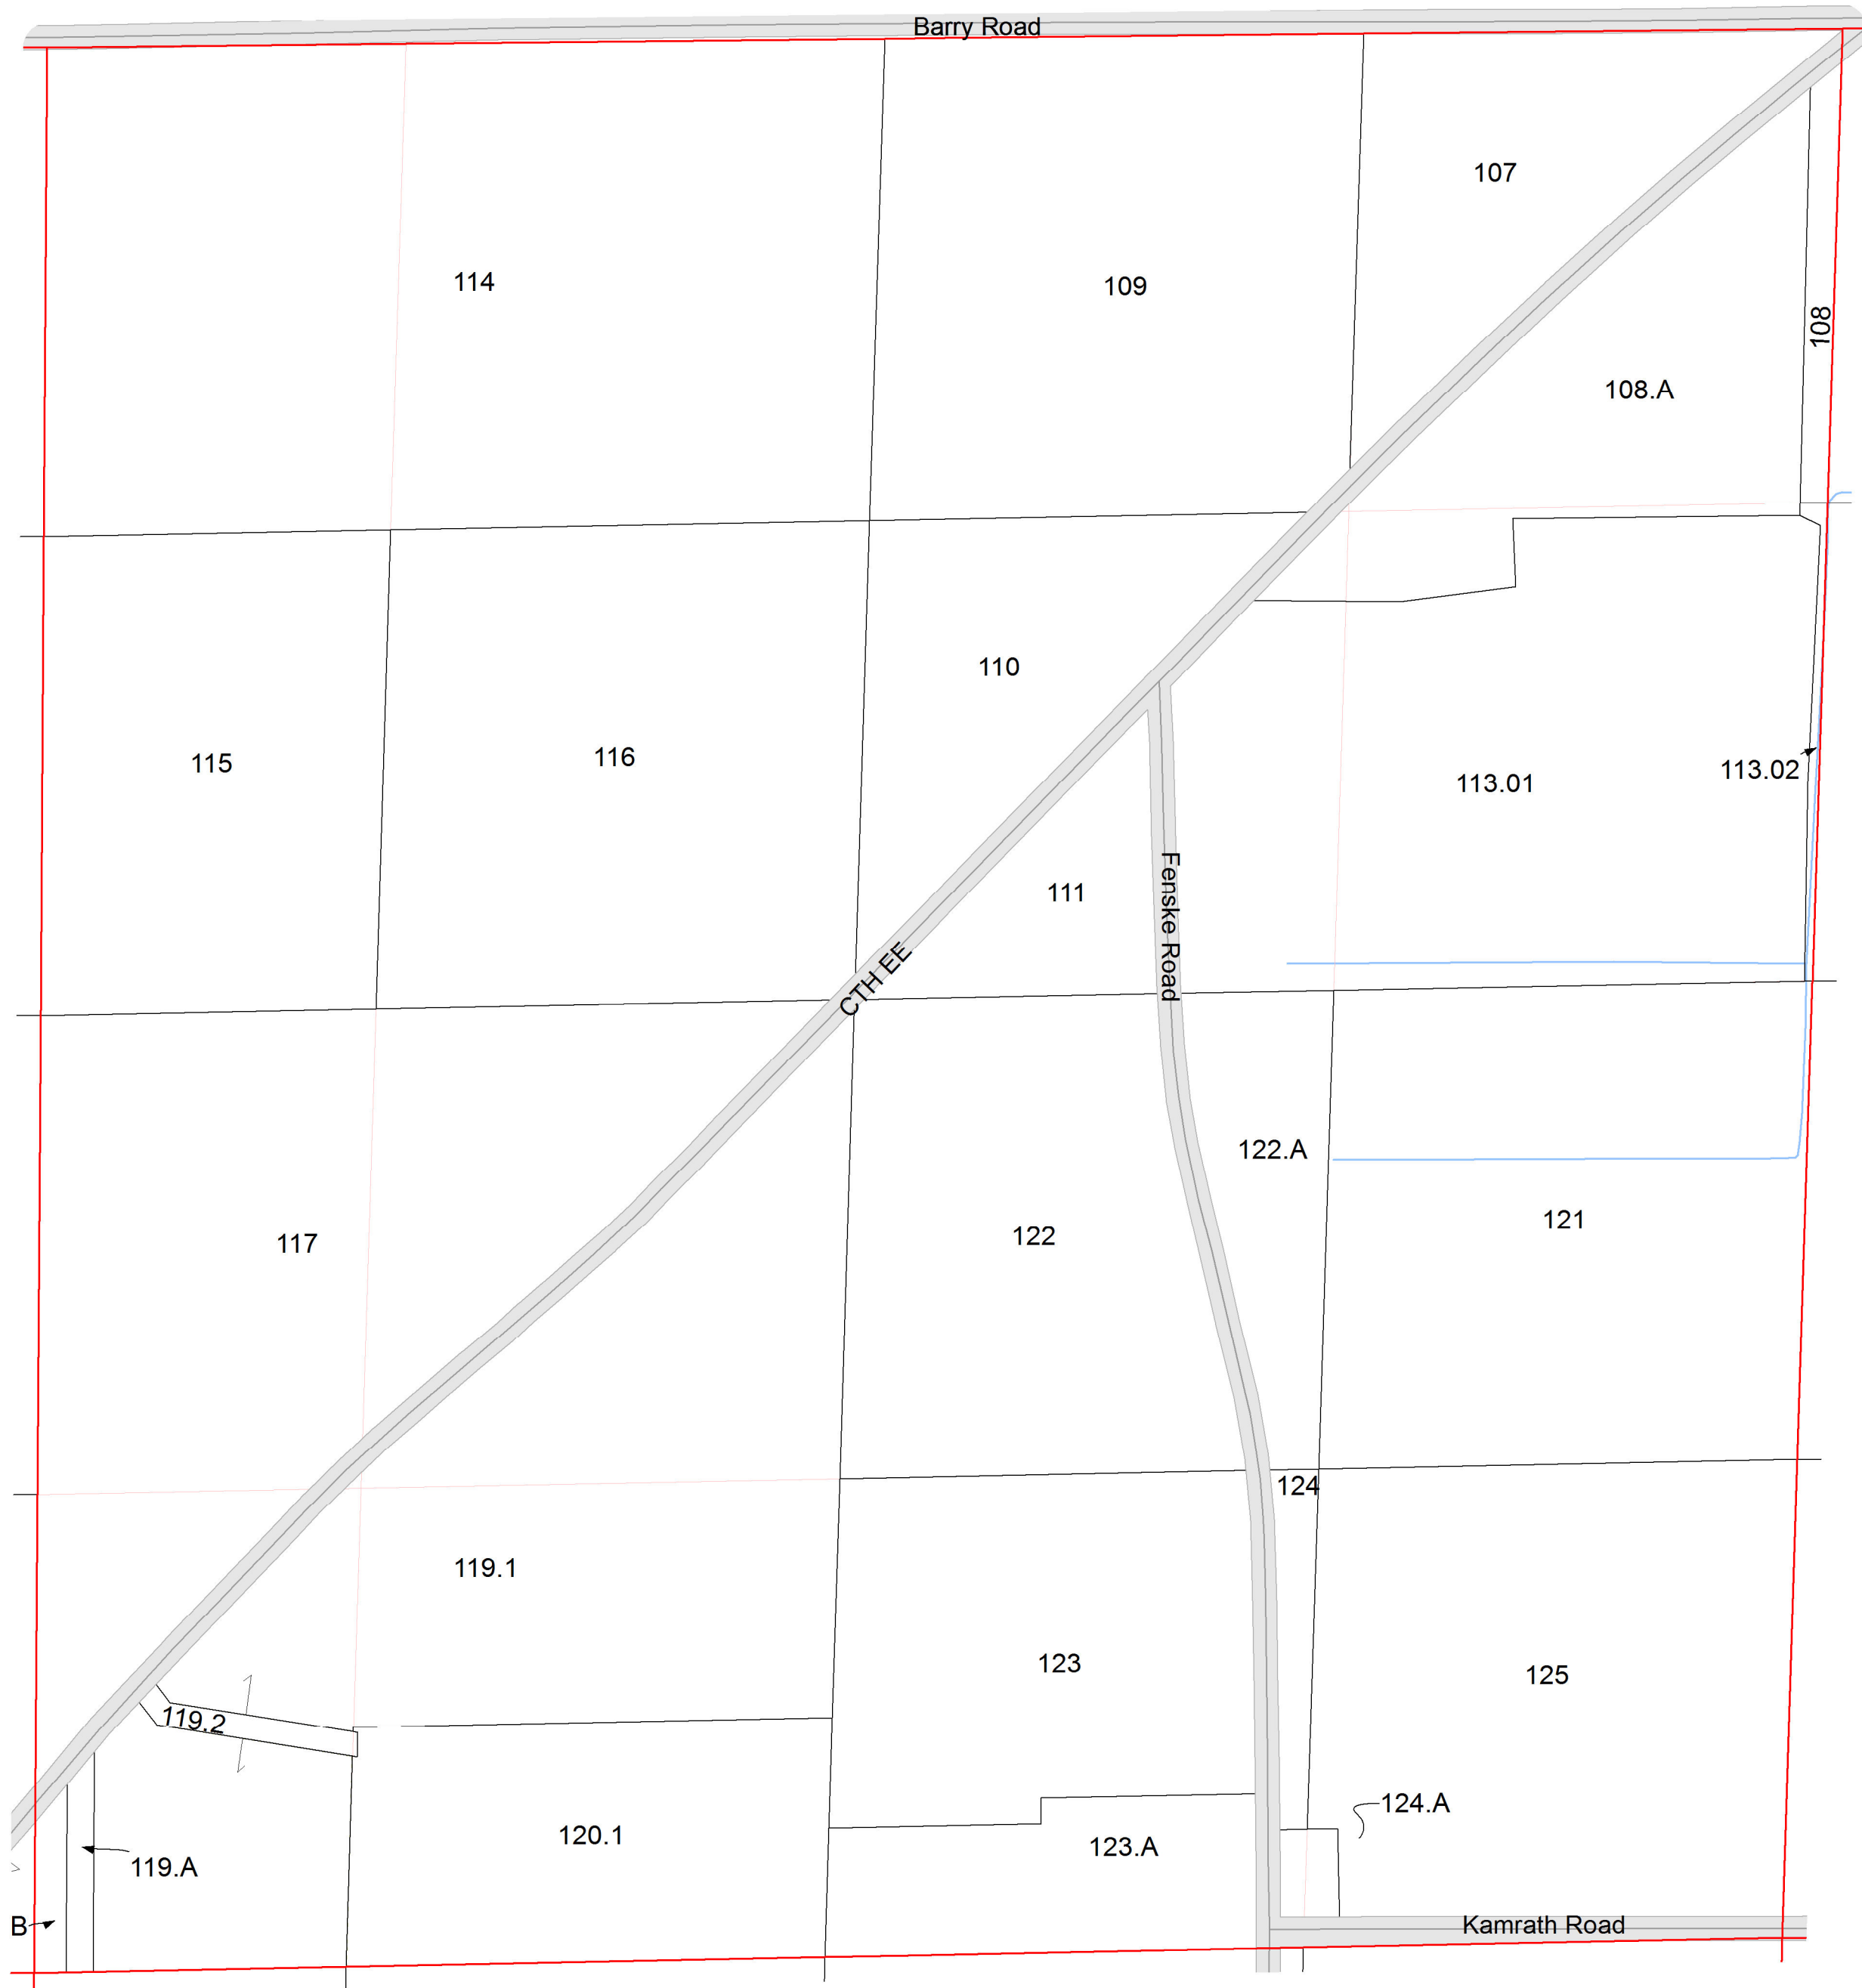 Barry Road
107
114
109
108
108.A
110
116
115
113.02
113.01
111
Fenske Road
CTH EE
122.A
121
122
117
124
119.1
123
125
119.2
124.A
120.1
123.A
119.A
B
Kamrath Road